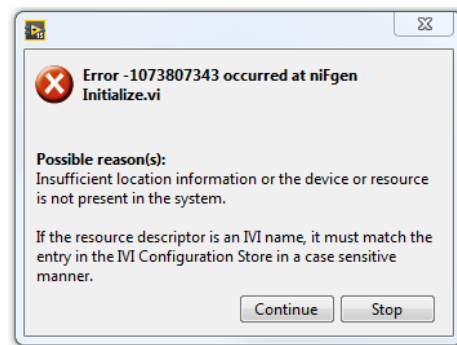 Error -1073807343 occurred at niFgen
Initialize.vi
Possible reason(s):
Insufficient location information or the device or resource
is not present in the system.
If the resource descriptor is an IVI name, it must match the
entry in the IVI Configuration Store in a case sensitive
manner.
Continue Stop